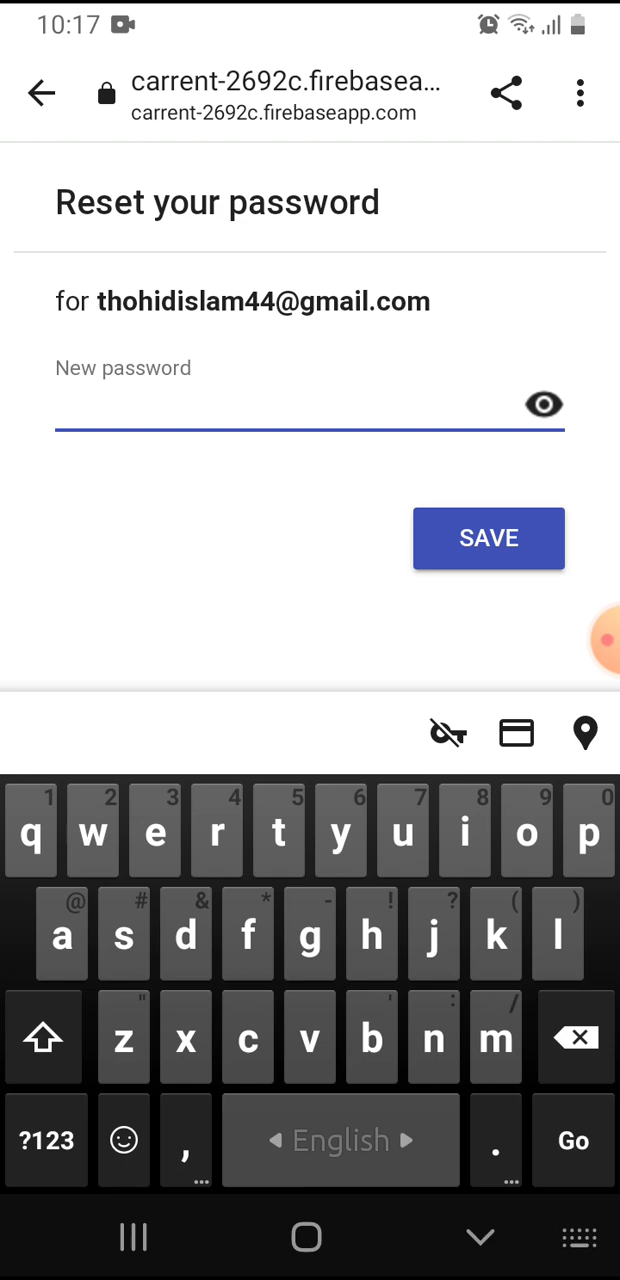 10:17
carrent-2692c.firebasea...
carrent-2692c.firebaseapp.com
Reset your password
for thohidislam44@gmail.com
New password
SAVE
1 2 3 4 5 6 7 8 9 0
q w e r t y u i o p
@ # & * - ! ? ( )
a s d f g h j k l
" ' : /
z x c v b n m
?123 , ◀ English ▶ . Go
... ...